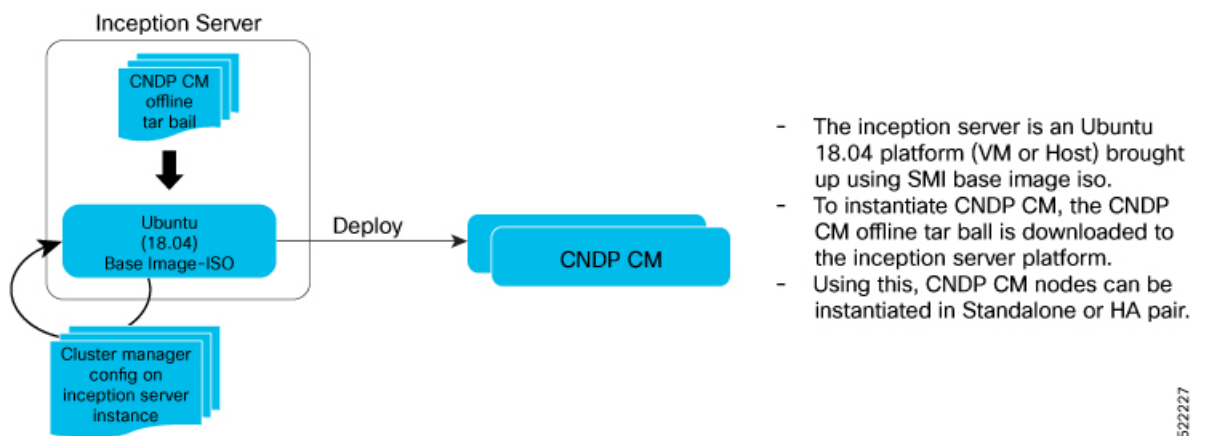 Inception Server
CNDP CM
offline
tar bail
Ubuntu
(18.04)
Base Image-ISO
Deploy
CNDP CM
Cluster manager
config on
inception server
instance
- The inception server is an Ubuntu
18.04 platform (VM or Host) brought
up using SMI base image iso.
- To instantiate CNDP CM, the CNDP
CM offline tar ball is downloaded to
the inception server platform.
- Using this, CNDP CM nodes can be
instantiated in Standalone or HA pair.
522227